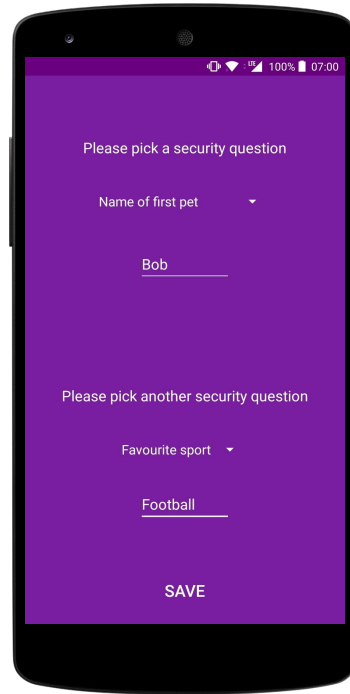 LTE 100% 07:00
Please pick a security question
Name of first pet
Bob
Please pick another security question
Favourite sport
Football
SAVE